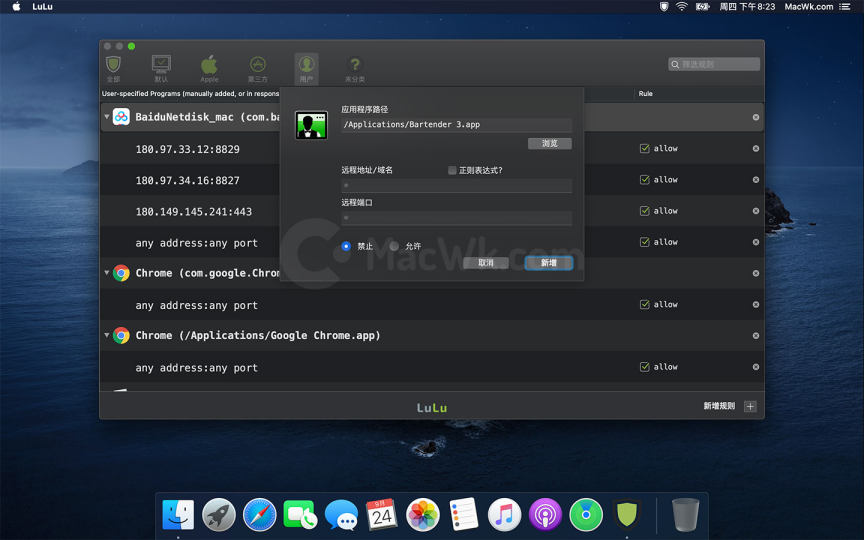 LuLu
周四 下午8:23 MacWk.com
全部
默认
Apple
第三方
用户
未分类
筛选规则
User-specified Programs (manually added, or in respons
Rule
BaiduNetdisk_mac (com.ba
180.97.33.12:8829
allow
180.97.34.16:8827
allow
180.149.145.241:443
allow
any address:any port
allow
Chrome (com.google.Chrom
any address:any port
allow
Chrome (/Applications/Google Chrome.app)
any address:any port
allow
应用程序路径
/Applications/Bartender 3.app
浏览
远程地址/域名
正则表达式?
*
远程端口
*
禁止
允许
取消
新增
MacWk.com
LuLu
新增规则
9月
24